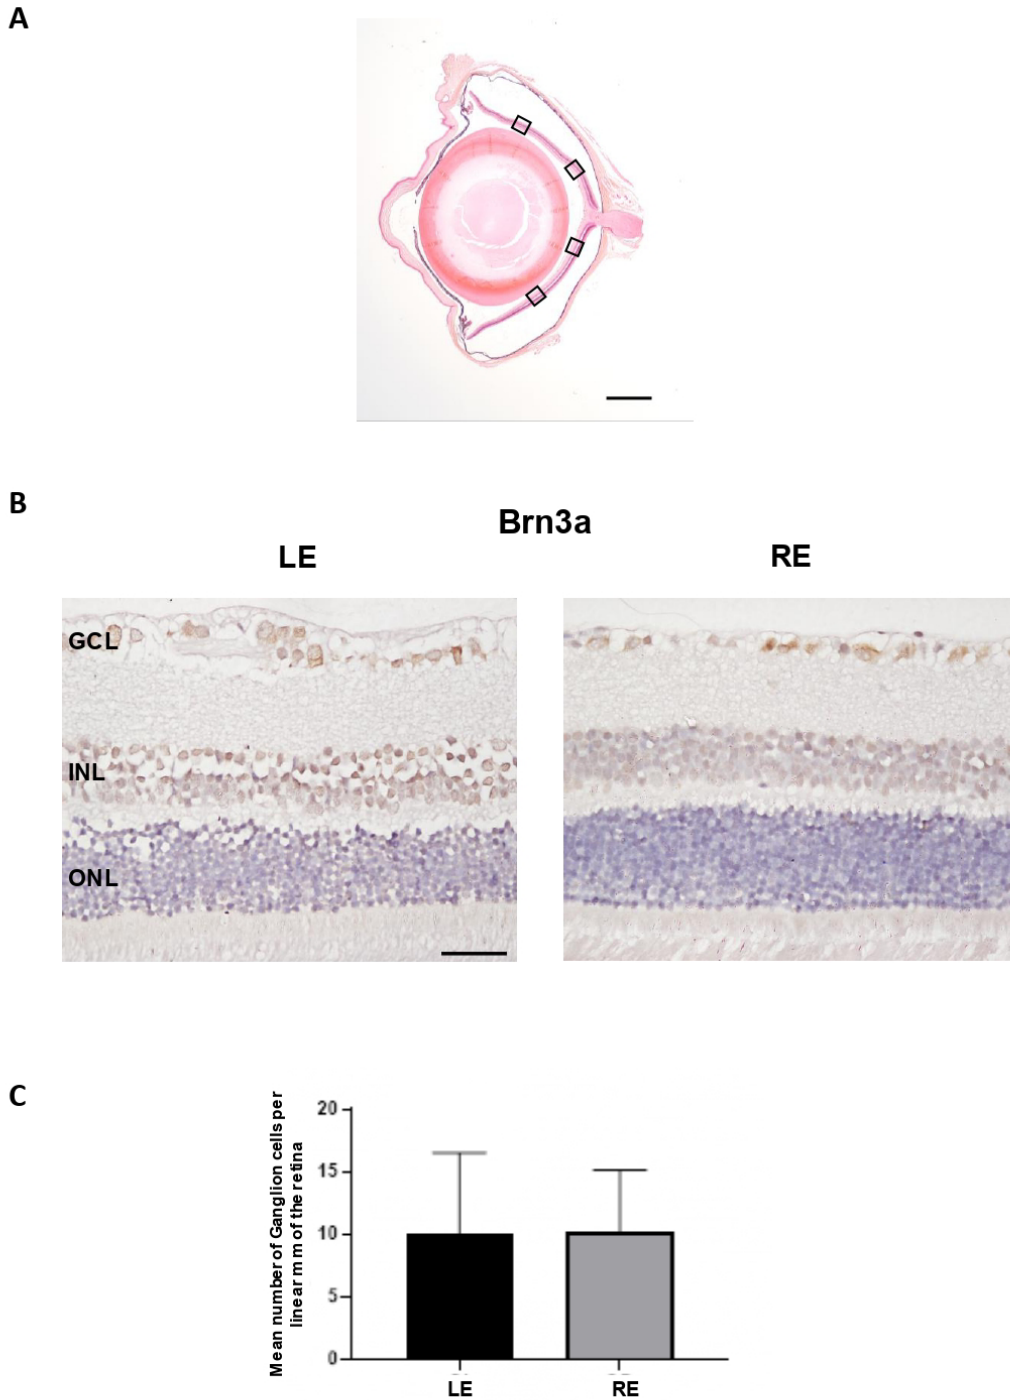 A
B
Brn3a
LE RE
GCL
INL
ONL
C
Mean number of Ganglion cells per
linear mm of the retina
20
15
10
5
0
LE RE